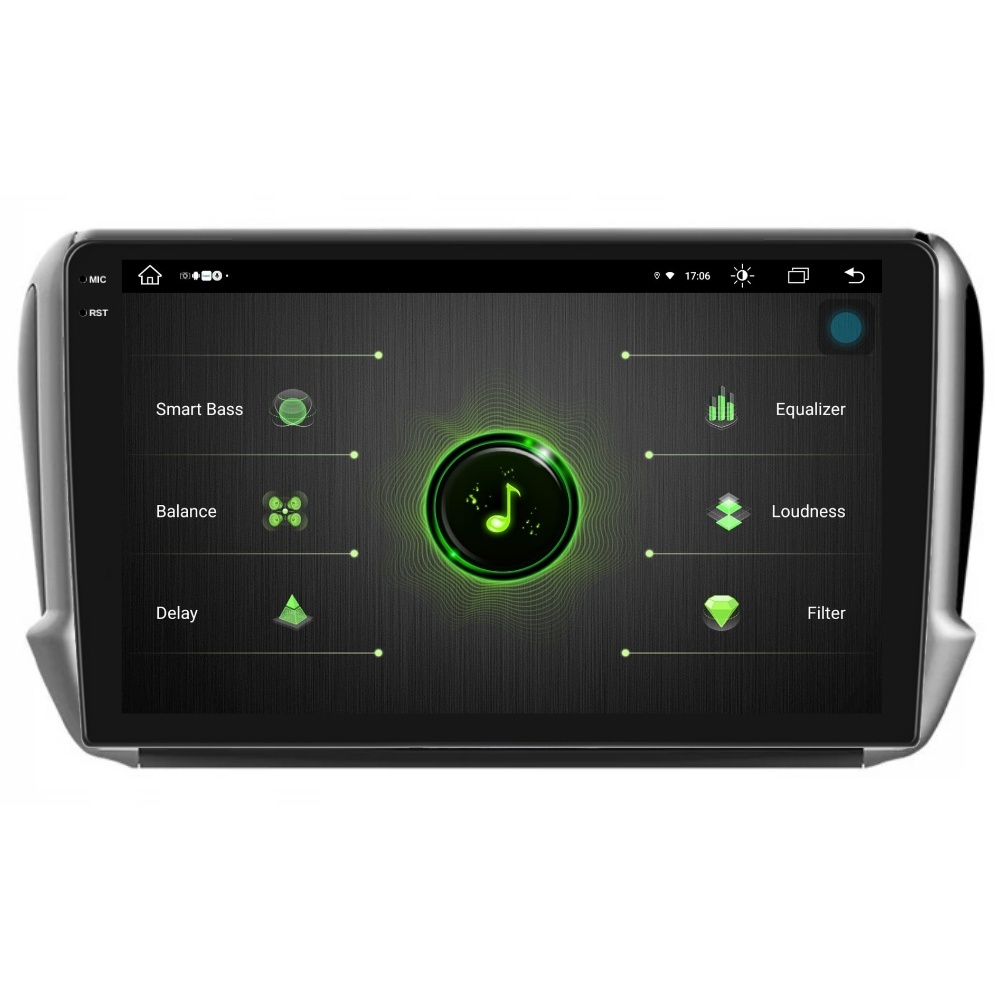 MIC
17:06
RST
Smart Bass
Equalizer
Balance
Loudness
Delay
Filter